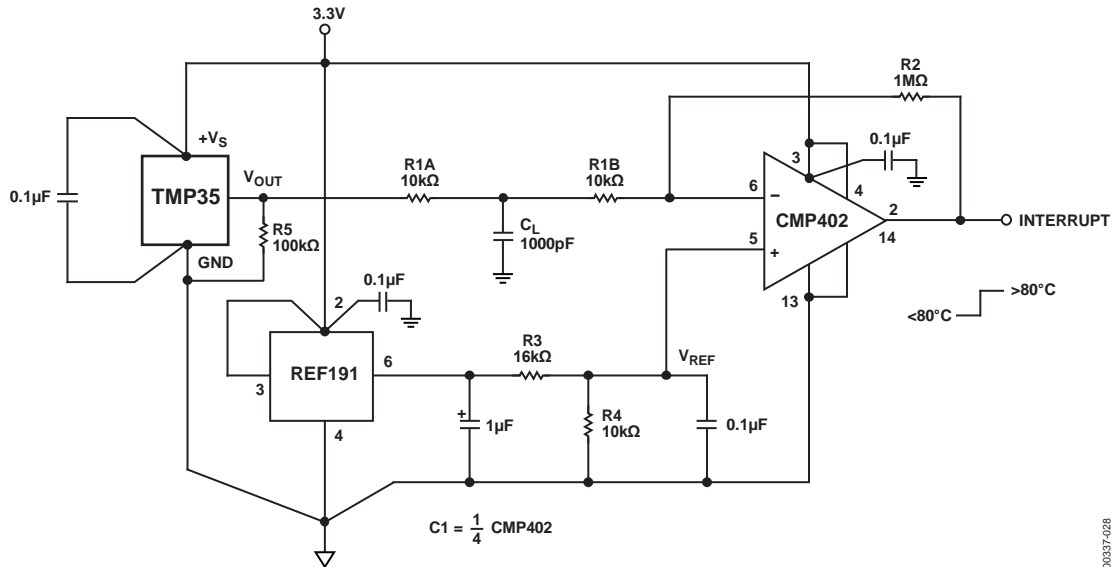 3.3V
R2
1MΩ
+VS
0.1µF
3
TMP35
VOUT
R1A
10kΩ
R1B
10kΩ
0.1µF
6
–
4
CMP402
2
INTERRUPT
R5
100kΩ
CL
1000pF
5
+
14
GND
0.1µF
2
13
>80°C
<80°C
REF191
3
6
R3
16kΩ
VREF
4
+
1µF
R4
10kΩ
0.1µF
C1 = 1/4 CMP402
00337-028